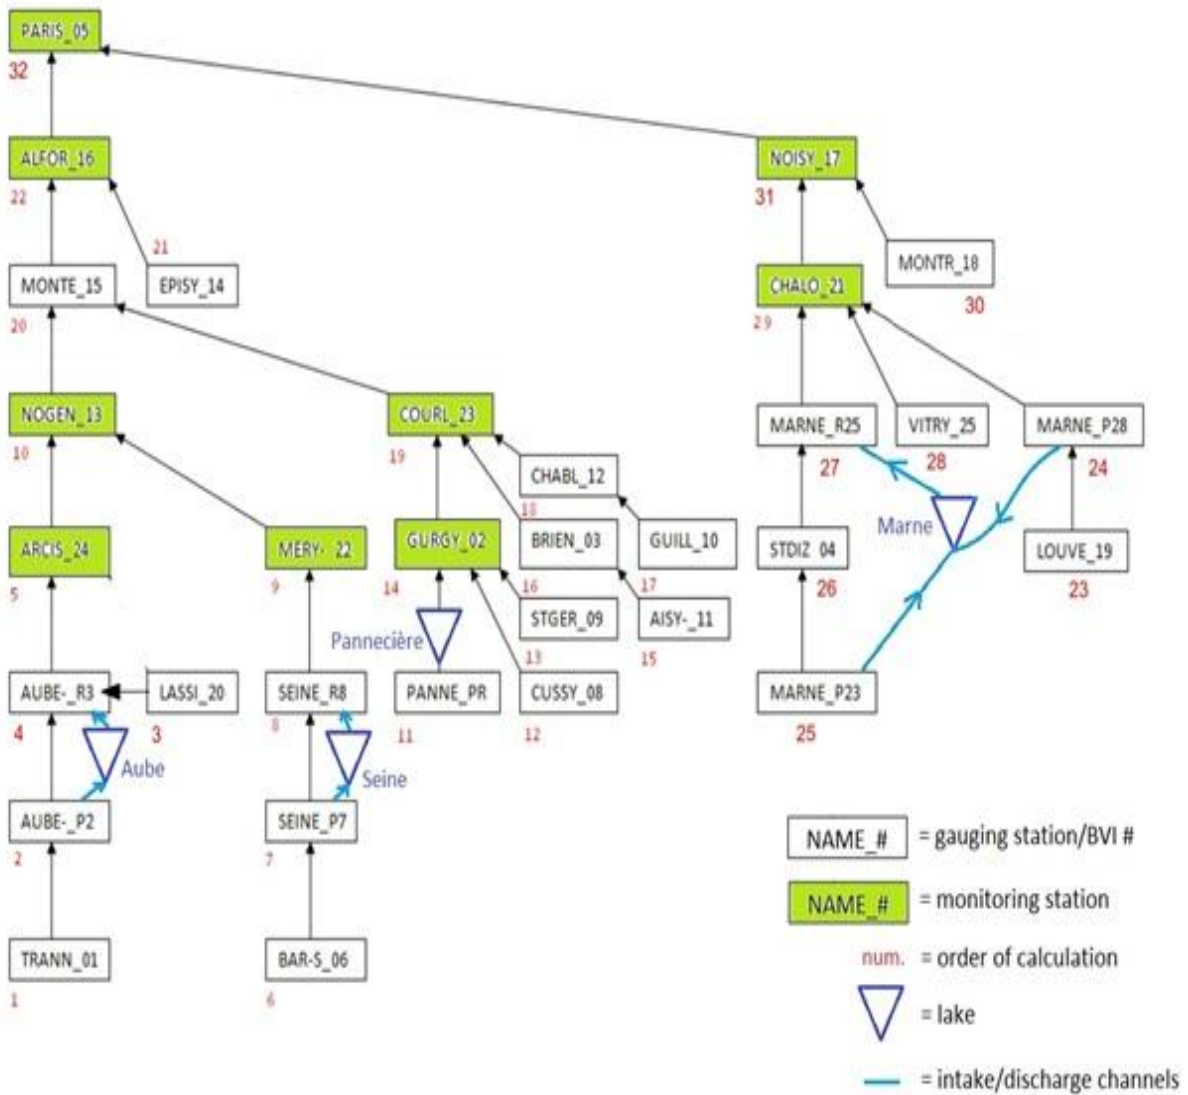 PARIS_05
32
ALFOR_16
NOISY_17
22
31
21
MONTE_15
EPISY_14
MONTR_18
CHALO_21
20
29
30
NOGEN_13
COURL_23
MARNE_R25
VITRY_25
MARNE_P28
10
19
27
28
24
CHABL_12
18
ARCIS_24
MERY-_22
GURGY_02
BRIEN_03
GUILL_10
Marne
STDIZ_04
LOUVE_19
5
9
14
16
17
26
23
STGER_09
AISY-_11
Pannecière
13
15
AUBE-_R3
LASSI_20
SEINE_R8
PANNE_PR
CUSSY_08
MARNE_P23
4
3
8
11
12
25
Aube
Seine
AUBE-_P2
SEINE_P7
2
7
NAME_# = gauging station/BVI #
NAME_# = monitoring station
TRANN_01
BAR-S_06
num. = order of calculation
1
6
= lake
= intake/discharge channels